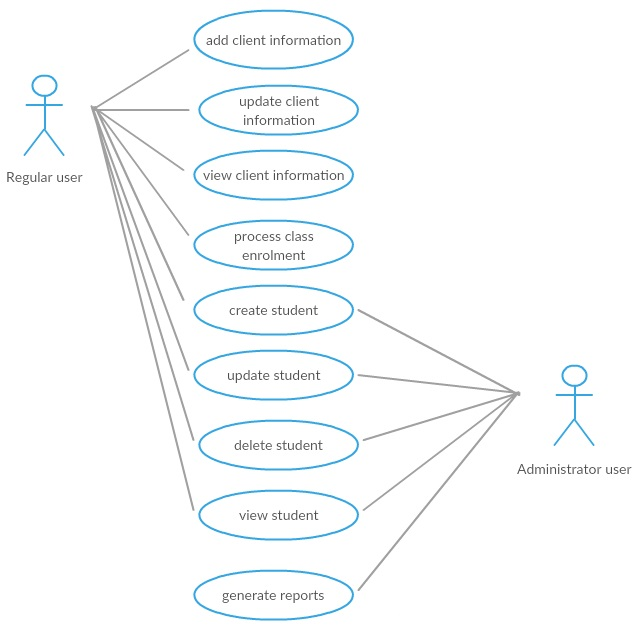 add client information
update client
information
Regular user
view client information
process class
enrolment
create student
update student
delete student
Administrator user
view student
generate reports